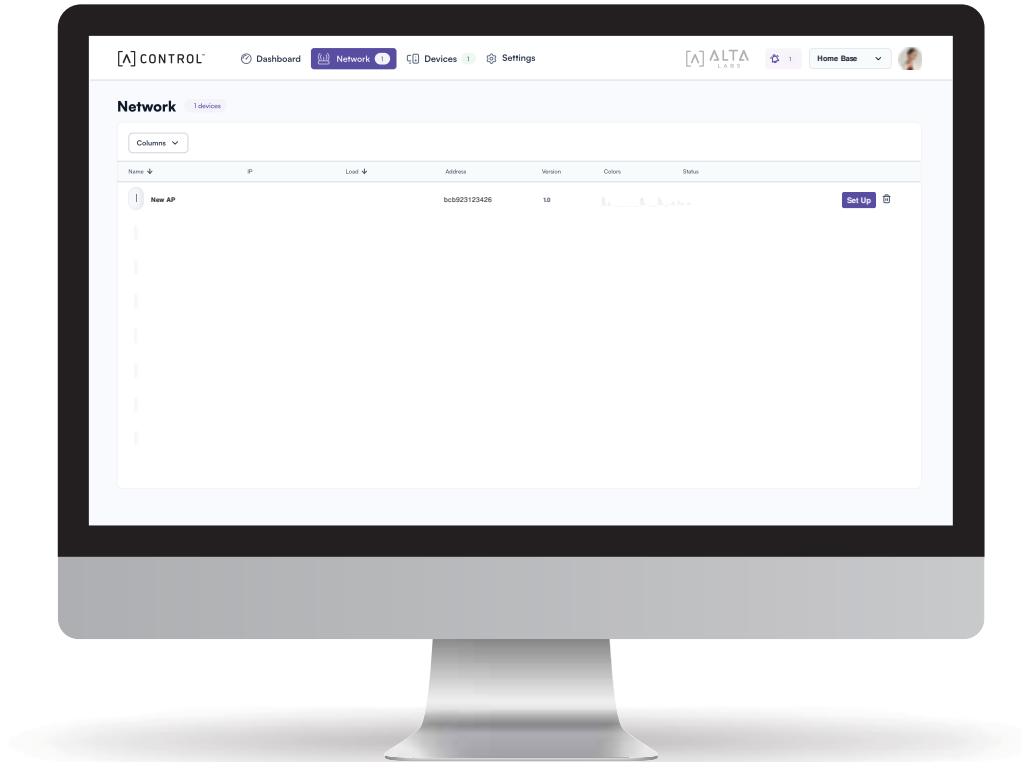 [Λ] CONTROL™
Dashboard
Network 1
Devices 1
Settings
[Λ] ΛLTΛ
LABS
1
Home Base
Network
1 devices
Columns
Name IP Load Address Version Colors Status
New AP bcb923123426 1.0 Set Up